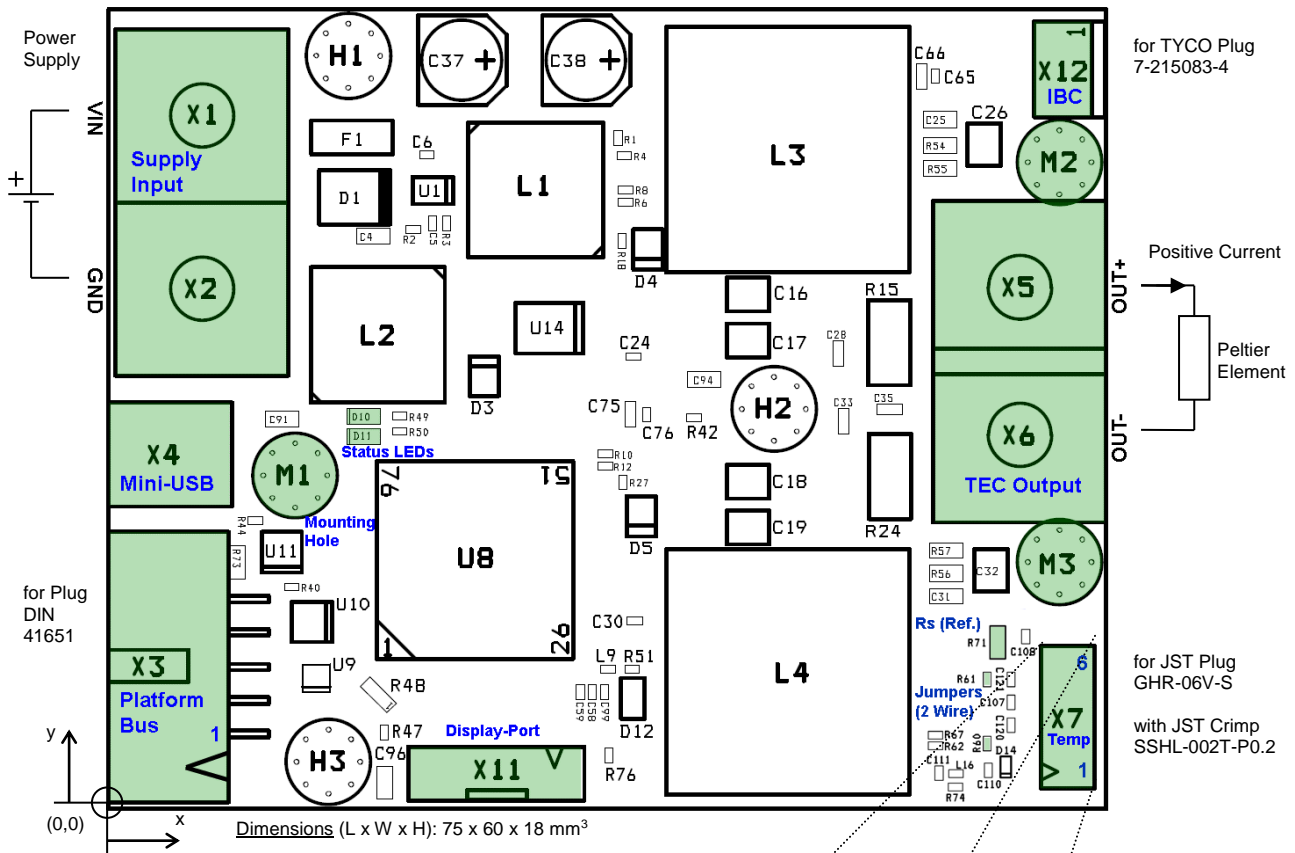 Power
Supply
VIN
+
GND
X1
Supply
Input
X2
H1
C37
+
C38
+
F1
C6
D1
U1
C4
R2
C5
R3
L1
R1
R4
R8
R6
R18
D4
L3
C66
C65
C25
R54
R55
C26
1
X12
IBC
for TYCO Plug
7-215083-4
M2
L2
U14
D3
C24
C16
C17
R15
C28
X5
OUT+
Positive Current
Peltier
Element
C94
C75
C76
R42
H2
C33
C35
X6
TEC Output
OUT-
X4
Mini-USB
C91
D10
R49
D11
R50
Status LEDs
M1
Mounting
Hole
R44
U11
R73
R40
76
51
U8
1
26
R10
R12
R27
D5
C18
C19
R24
R57
R56
C31
C32
M3
for Plug
DIN
41651
X3
Platform
Bus
1
U10
U9
R48
R47
C96
H3
C30
L9
R51
C59
C58
C99
D12
R76
Display-Port
X11
L4
Rs (Ref.)
R71
C108
R61
C121
Jumpers
(2 Wire)
C107
R67
R62
R60
C120
C111
L16
R74
C110
D14
6
X7
Temp
1
for JST Plug
GHR-06V-S
with JST Crimp
SSHL-002T-P0.2
y
(0,0)
x
Dimensions (L x W x H): 75 x 60 x 18 mm³